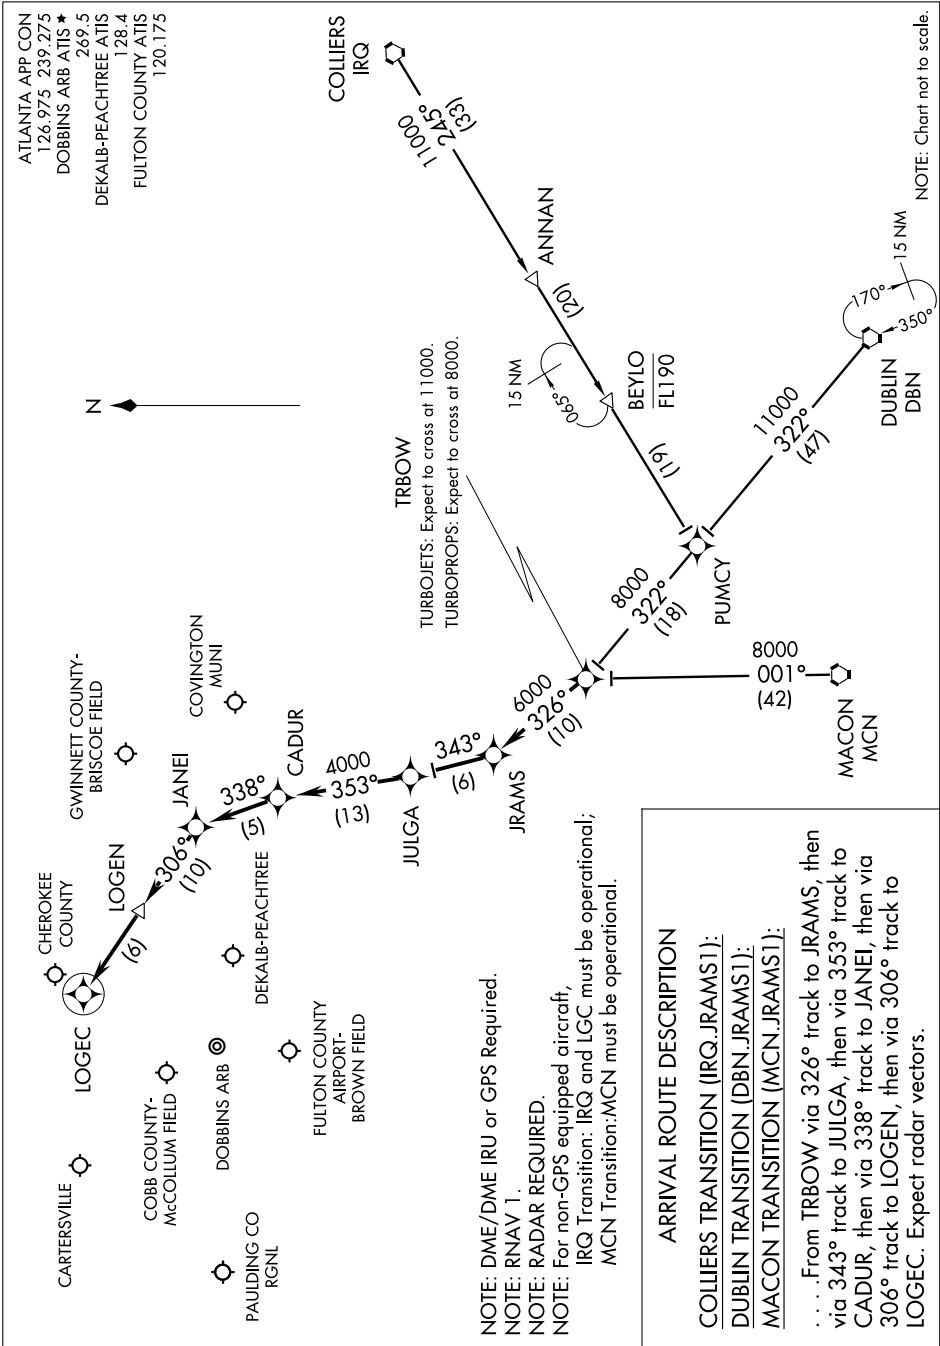 ATLANTA APP CON
126.975 239.275
DOBBINS ARB ATIS ★
269.5
DEKALB-PEACHTREE ATIS
128.4
FULTON COUNTY ATIS
120.175
N
COLLIERS
IRQ
11000
245°
(33)
ANNAN
(20)
15 NM
065°
BEYLO
FL190
(19)
TRBOW
TURBOJETS: Expect to cross at 11000.
TURBOPROPS: Expect to cross at 8000.
PUMCY
11000
322°
(47)
DUBLIN
DBN
170°
350°
15 NM
NOTE: Chart not to scale.
8000
322°
(18)
8000
001°
(42)
MACON
MCN
6000
326°
(10)
JRAMS
343°
(6)
JULGA
4000
353°
(13)
CADUR
338°
(5)
JANEI
306°
(10)
LOGEN
(6)
LOGEC
CHEROKEE
COUNTY
GWINNETT COUNTY-
BRISCOE FIELD
COVINGTON
MUNI
CARTERSVILLE
COBB COUNTY-
McCOLLUM FIELD
DOBBINS ARB
DEKALB-PEACHTREE
PAULDING CO
RGNL
FULTON COUNTY
AIRPORT-
BROWN FIELD
NOTE: DME/DME IRU or GPS Required.
NOTE: RNAV 1.
NOTE: RADAR REQUIRED.
NOTE: For non-GPS equipped aircraft,
IRQ Transition: IRQ and LGC must be operational;
MCN Transition:MCN must be operational.
ARRIVAL ROUTE DESCRIPTION
COLLIERS TRANSITION (IRQ.JRAMS1):
DUBLIN TRANSITION (DBN.JRAMS1):
MACON TRANSITION (MCN.JRAMS1):
. . . .From TRBOW via 326° track to JRAMS, then
via 343° track to JULGA, then via 353° track to
CADUR, then via 338° track to JANEI, then via
306° track to LOGEN, then via 306° track to
LOGEC. Expect radar vectors.